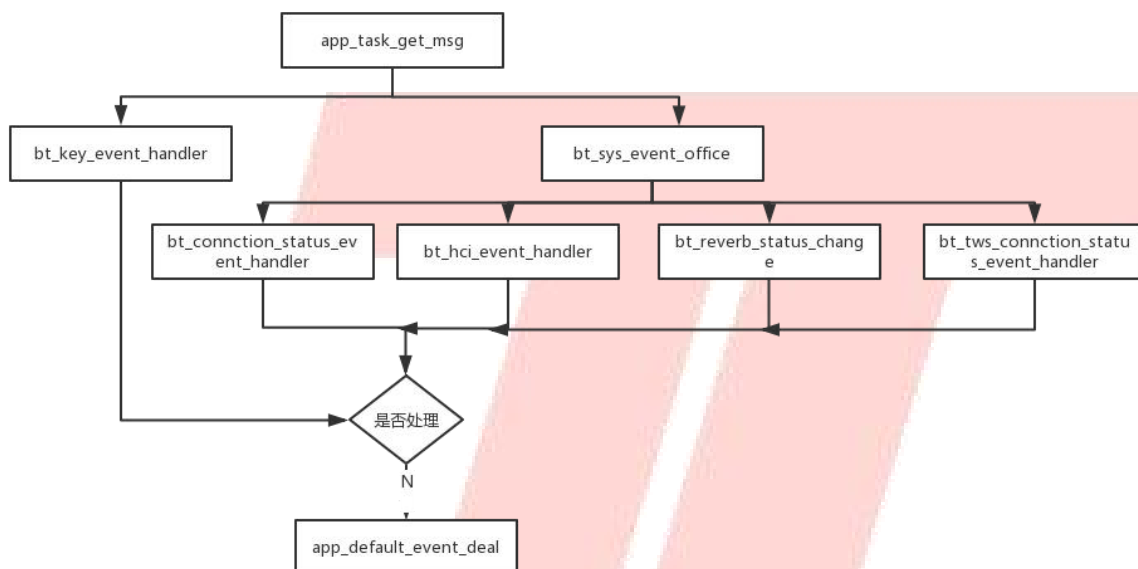 app_task_get_msg
bt_key_event_handler
bt_sys_event_office
bt_connction_status_ev
ent_handler
bt_hci_event_handler
bt_reverb_status_chang
e
bt_tws_connction_statu
s_event_handler
是否处理
N
app_default_event_deal